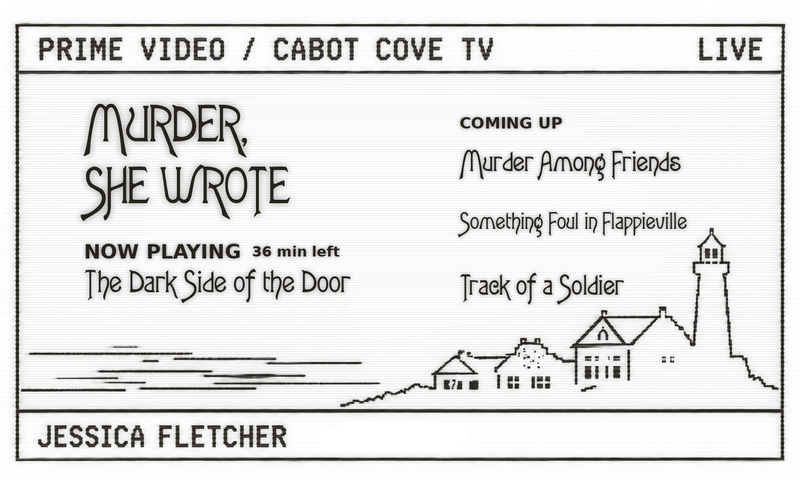 PRIME VIDEO / CABOT COVE TV
LIVE
MURDER,
SHE WROTE
NOW PLAYING 36 min left
The Dark Side of the Door
COMING UP
Murder Among Friends
Something Foul in Flappieville
Track of a Soldier
JESSICA FLETCHER